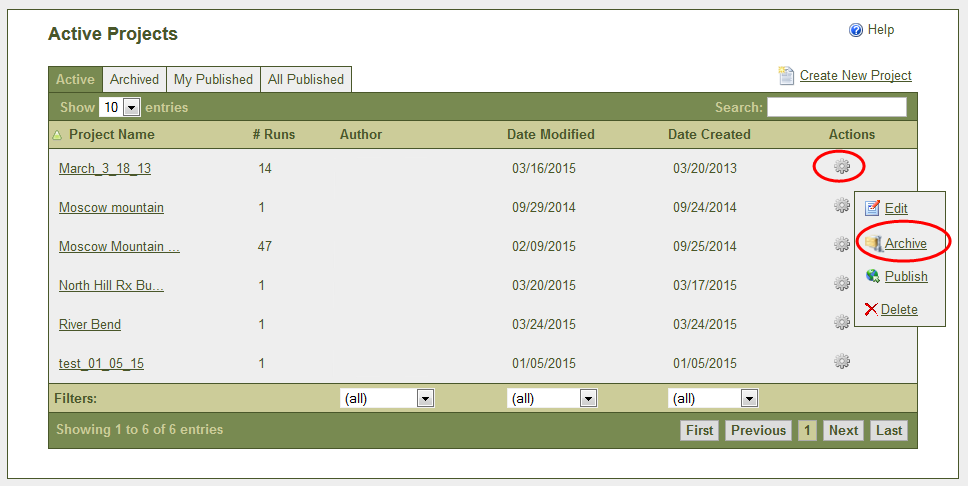 Active Projects
Help
Active Archived My Published All Published
Create New Project
Show 10 entries Search:
Project Name # Runs Author Date Modified Date Created Actions
March_3_18_13 14 03/16/2015 03/20/2013
Moscow mountain 1 09/29/2014 09/24/2014
Edit
Moscow Mountain ... 47 02/09/2015 09/25/2014
Archive
North Hill Rx Bu... 1 03/20/2015 03/17/2015
Publish
River Bend 1 03/24/2015 03/24/2015
Delete
test_01_05_15 1 01/05/2015 01/05/2015
Filters: (all) (all) (all)
Showing 1 to 6 of 6 entries First Previous 1 Next Last